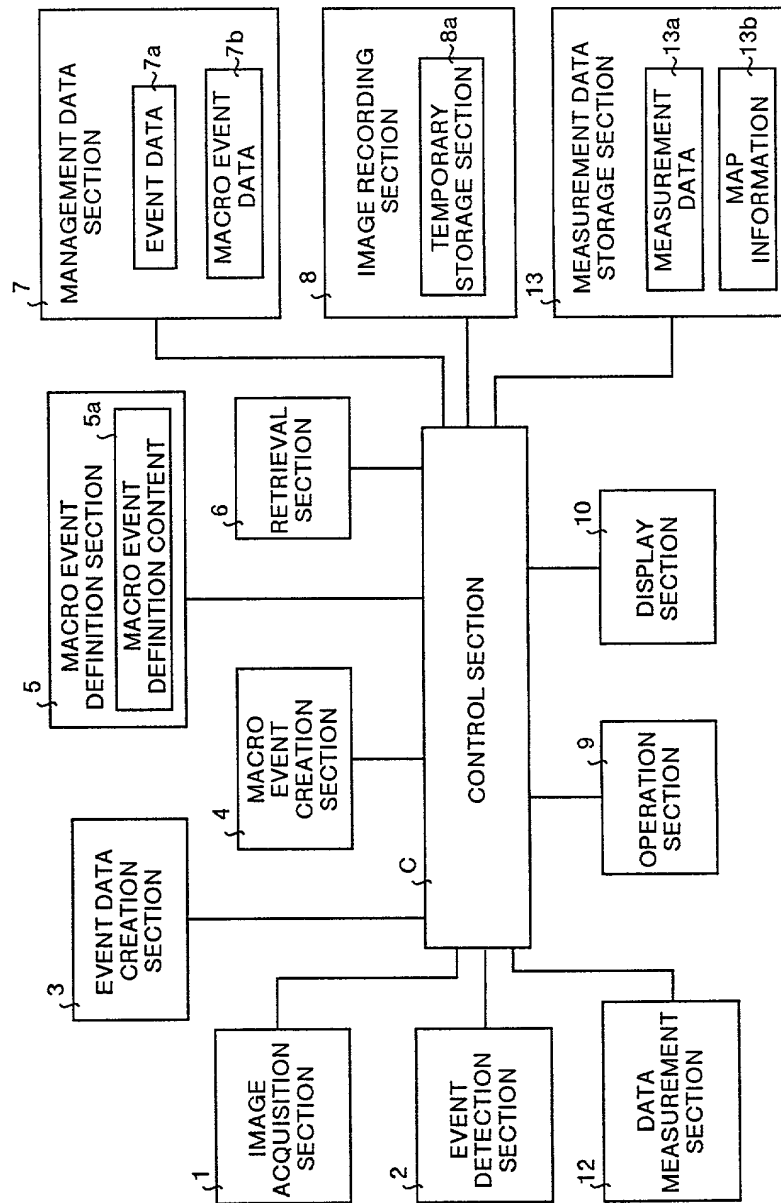 1
IMAGE
ACQUISITION
SECTION
2
EVENT
DETECTION
SECTION
12
DATA
MEASUREMENT
SECTION
3
EVENT DATA
CREATION
SECTION
4
MACRO
EVENT
CREATION
SECTION
5
MACRO EVENT
DEFINITION SECTION
5a
MACRO EVENT
DEFINITION CONTENT
6
RETRIEVAL
SECTION
C
CONTROL SECTION
9
OPERATION
SECTION
10
DISPLAY
SECTION
7
MANAGEMENT DATA
SECTION
EVENT DATA
7a
MACRO EVENT
DATA
7b
8
IMAGE RECORDING
SECTION
TEMPORARY
STORAGE SECTION
8a
13
MEASUREMENT DATA
STORAGE SECTION
MEASUREMENT
DATA
13a
MAP
INFORMATION
13b